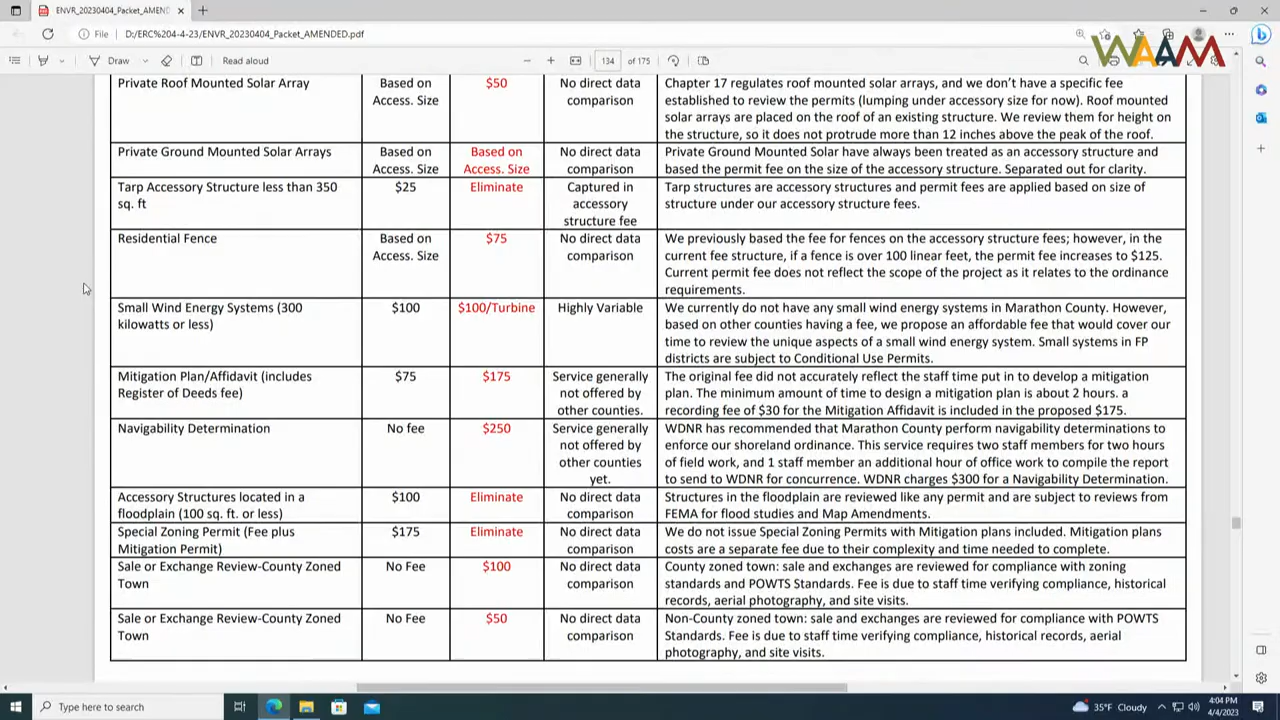 ENVR_20230404_Packet_AMEND
File
D:/ERC%204-4-23/ENVR_20230404_Packet_AMENDED.pdf
WAAM
Draw
Read aloud
134
of 175
Private Roof Mounted Solar Array
Based on
Access. Size
$50
No direct data
comparison
Chapter 17 regulates roof mounted solar arrays, and we don't have a specific fee
established to review the permits (lumping under accessory size for now). Roof mounted
solar arrays are placed on the roof of an existing structure. We review them for height on
the structure, so it does not protrude more than 12 inches above the peak of the roof.
Private Ground Mounted Solar Arrays
Based on
Access. Size
Based on
Access. Size
No direct data
comparison
Private Ground Mounted Solar have always been treated as an accessory structure and
based the permit fee on the size of the accessory structure. Separated out for clarity.
Tarp Accessory Structure less than 350
sq. ft
$25
Eliminate
Captured in
accessory
structure fee
Tarp structures are accessory structures and permit fees are applied based on size of
structure under our accessory structure fees.
Residential Fence
Based on
Access. Size
$75
No direct data
comparison
We previously based the fee for fences on the accessory structure fees; however, in the
current fee structure, if a fence is over 100 linear feet, the permit fee increases to $125.
Current permit fee does not reflect the scope of the project as it relates to the ordinance
requirements.
Small Wind Energy Systems (300
kilowatts or less)
$100
$100/Turbine
Highly Variable
We currently do not have any small wind energy systems in Marathon County. However,
based on other counties having a fee, we propose an affordable fee that would cover our
time to review the unique aspects of a small wind energy system. Small systems in FP
districts are subject to Conditional Use Permits.
Mitigation Plan/Affidavit (includes
Register of Deeds fee)
$75
$175
Service generally
not offered by
other counties.
The original fee did not accurately reflect the staff time put in to develop a mitigation
plan. The minimum amount of time to design a mitigation plan is about 2 hours. a
recording fee of $30 for the Mitigation Affidavit is included in the proposed $175.
Navigability Determination
No fee
$250
Service generally
not offered by
other counties
yet.
WDNR has recommended that Marathon County perform navigability determinations to
enforce our shoreland ordinance. This service requires two staff members for two hours
of field work, and 1 staff member an additional hour of office work to compile the report
to send to WDNR for concurrence. WDNR charges $300 for a Navigability Determination.
Accessory Structures located in a
floodplain (100 sq. ft. or less)
$100
Eliminate
No direct data
comparison
Structures in the floodplain are reviewed like any permit and are subject to reviews from
FEMA for flood studies and Map Amendments.
Special Zoning Permit (Fee plus
Mitigation Permit)
$175
Eliminate
No direct data
comparison
We do not issue Special Zoning Permits with Mitigation plans included. Mitigation plans
costs are a separate fee due to their complexity and time needed to complete.
Sale or Exchange Review-County Zoned
Town
No Fee
$100
No direct data
comparison
County zoned town: sale and exchanges are reviewed for compliance with zoning
standards and POWTS Standards. Fee is due to staff time verifying compliance, historical
records, aerial photography, and site visits.
Sale or Exchange Review-County Zoned
Town
No Fee
$50
No direct data
comparison
Non-County zoned town: sale and exchanges are reviewed for compliance with POWTS
Standards. Fee is due to staff time verifying compliance, historical records, aerial
photography, and site visits.
Type here to search
35°F Cloudy
4:04 PM
4/4/2023